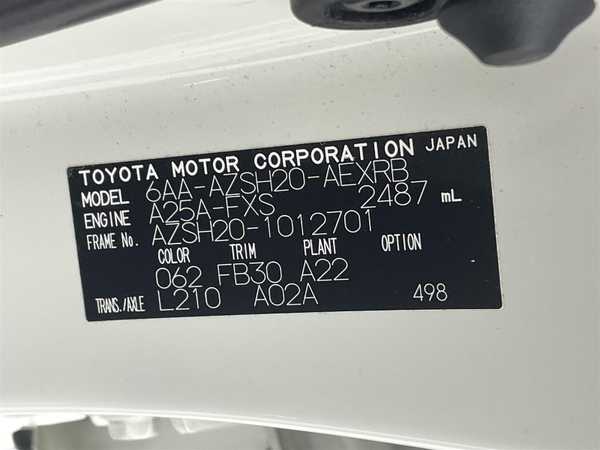 TOYOTA MOTOR CORPORATION JAPAN
MODEL 6AA-AZSH20-AEXRB
ENGINE A25A-FXS 2487 mL
FRAME No. AZSH20-1012701
COLOR TRIM PLANT OPTION
062 FB30 A22
TRANS./AXLE L210 A02A 498